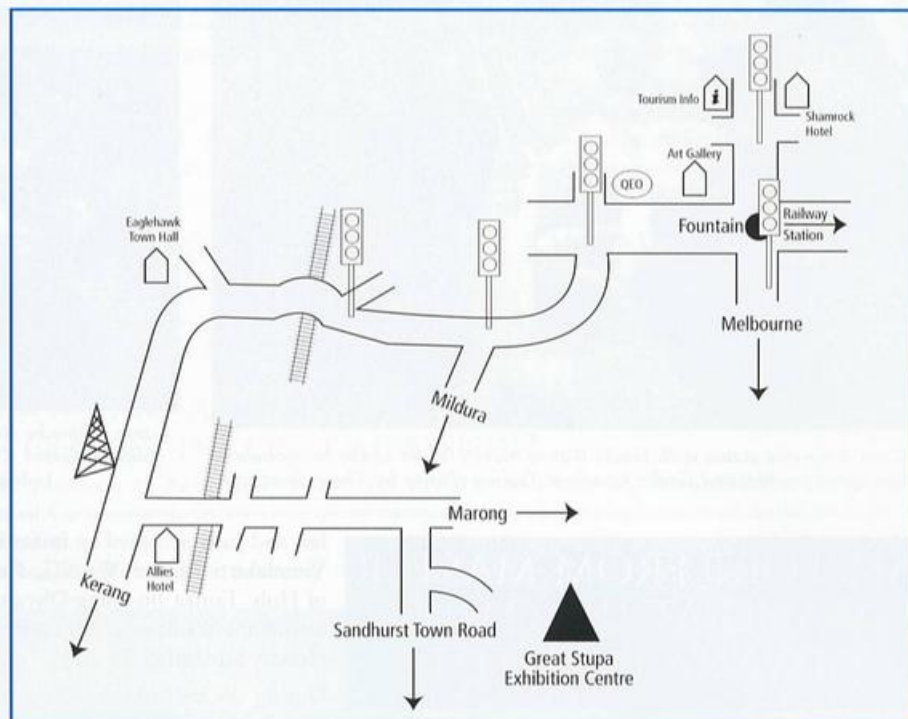 Tourism Info
i
Shamrock
Hotel
Art Gallery
QEO
Fountain
Railway
Station
Eaglehawk
Town Hall
Melbourne
Mildura
Marong
Allies
Hotel
Kerang
Sandhurst Town Road
Great Stupa
Exhibition Centre